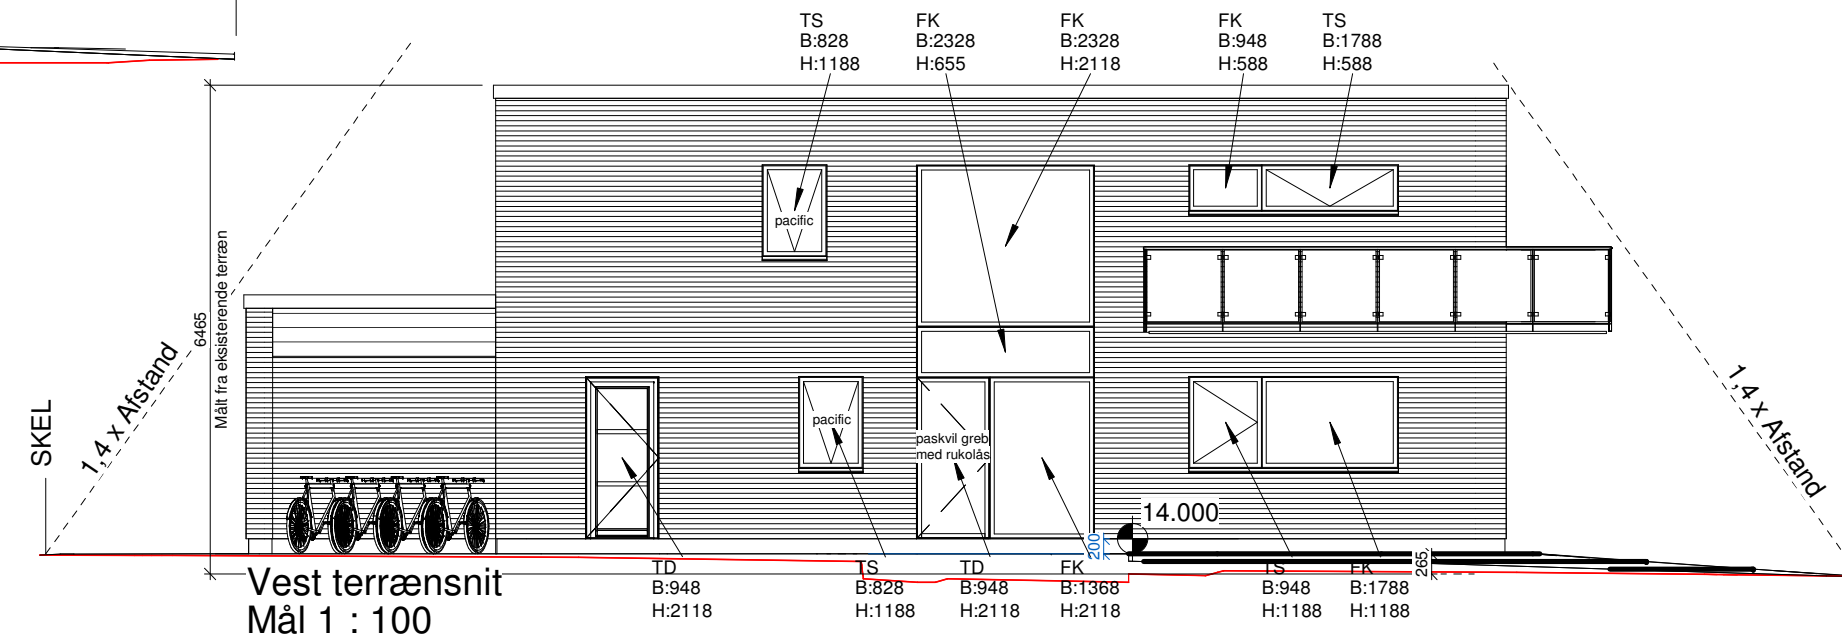 TS
B:828
H:1188
FK
B:2328
H:655
FK
B:2328
H:2118
FK
B:948
H:588
TS
B:1788
H:588
pacific
6465
Målt fra eksisterende terræn
SKEL
1,4 x Afstand
1,4 x Afstand
pacific
paskvil greb
med rukolås
14.000
200
265
TD
B:948
H:2118
TS
B:828
H:1188
TD
B:948
H:2118
FK
B:1368
H:2118
TS
B:948
H:1188
FK
B:1788
H:1188
Vest terrænsnit
Mål 1 : 100